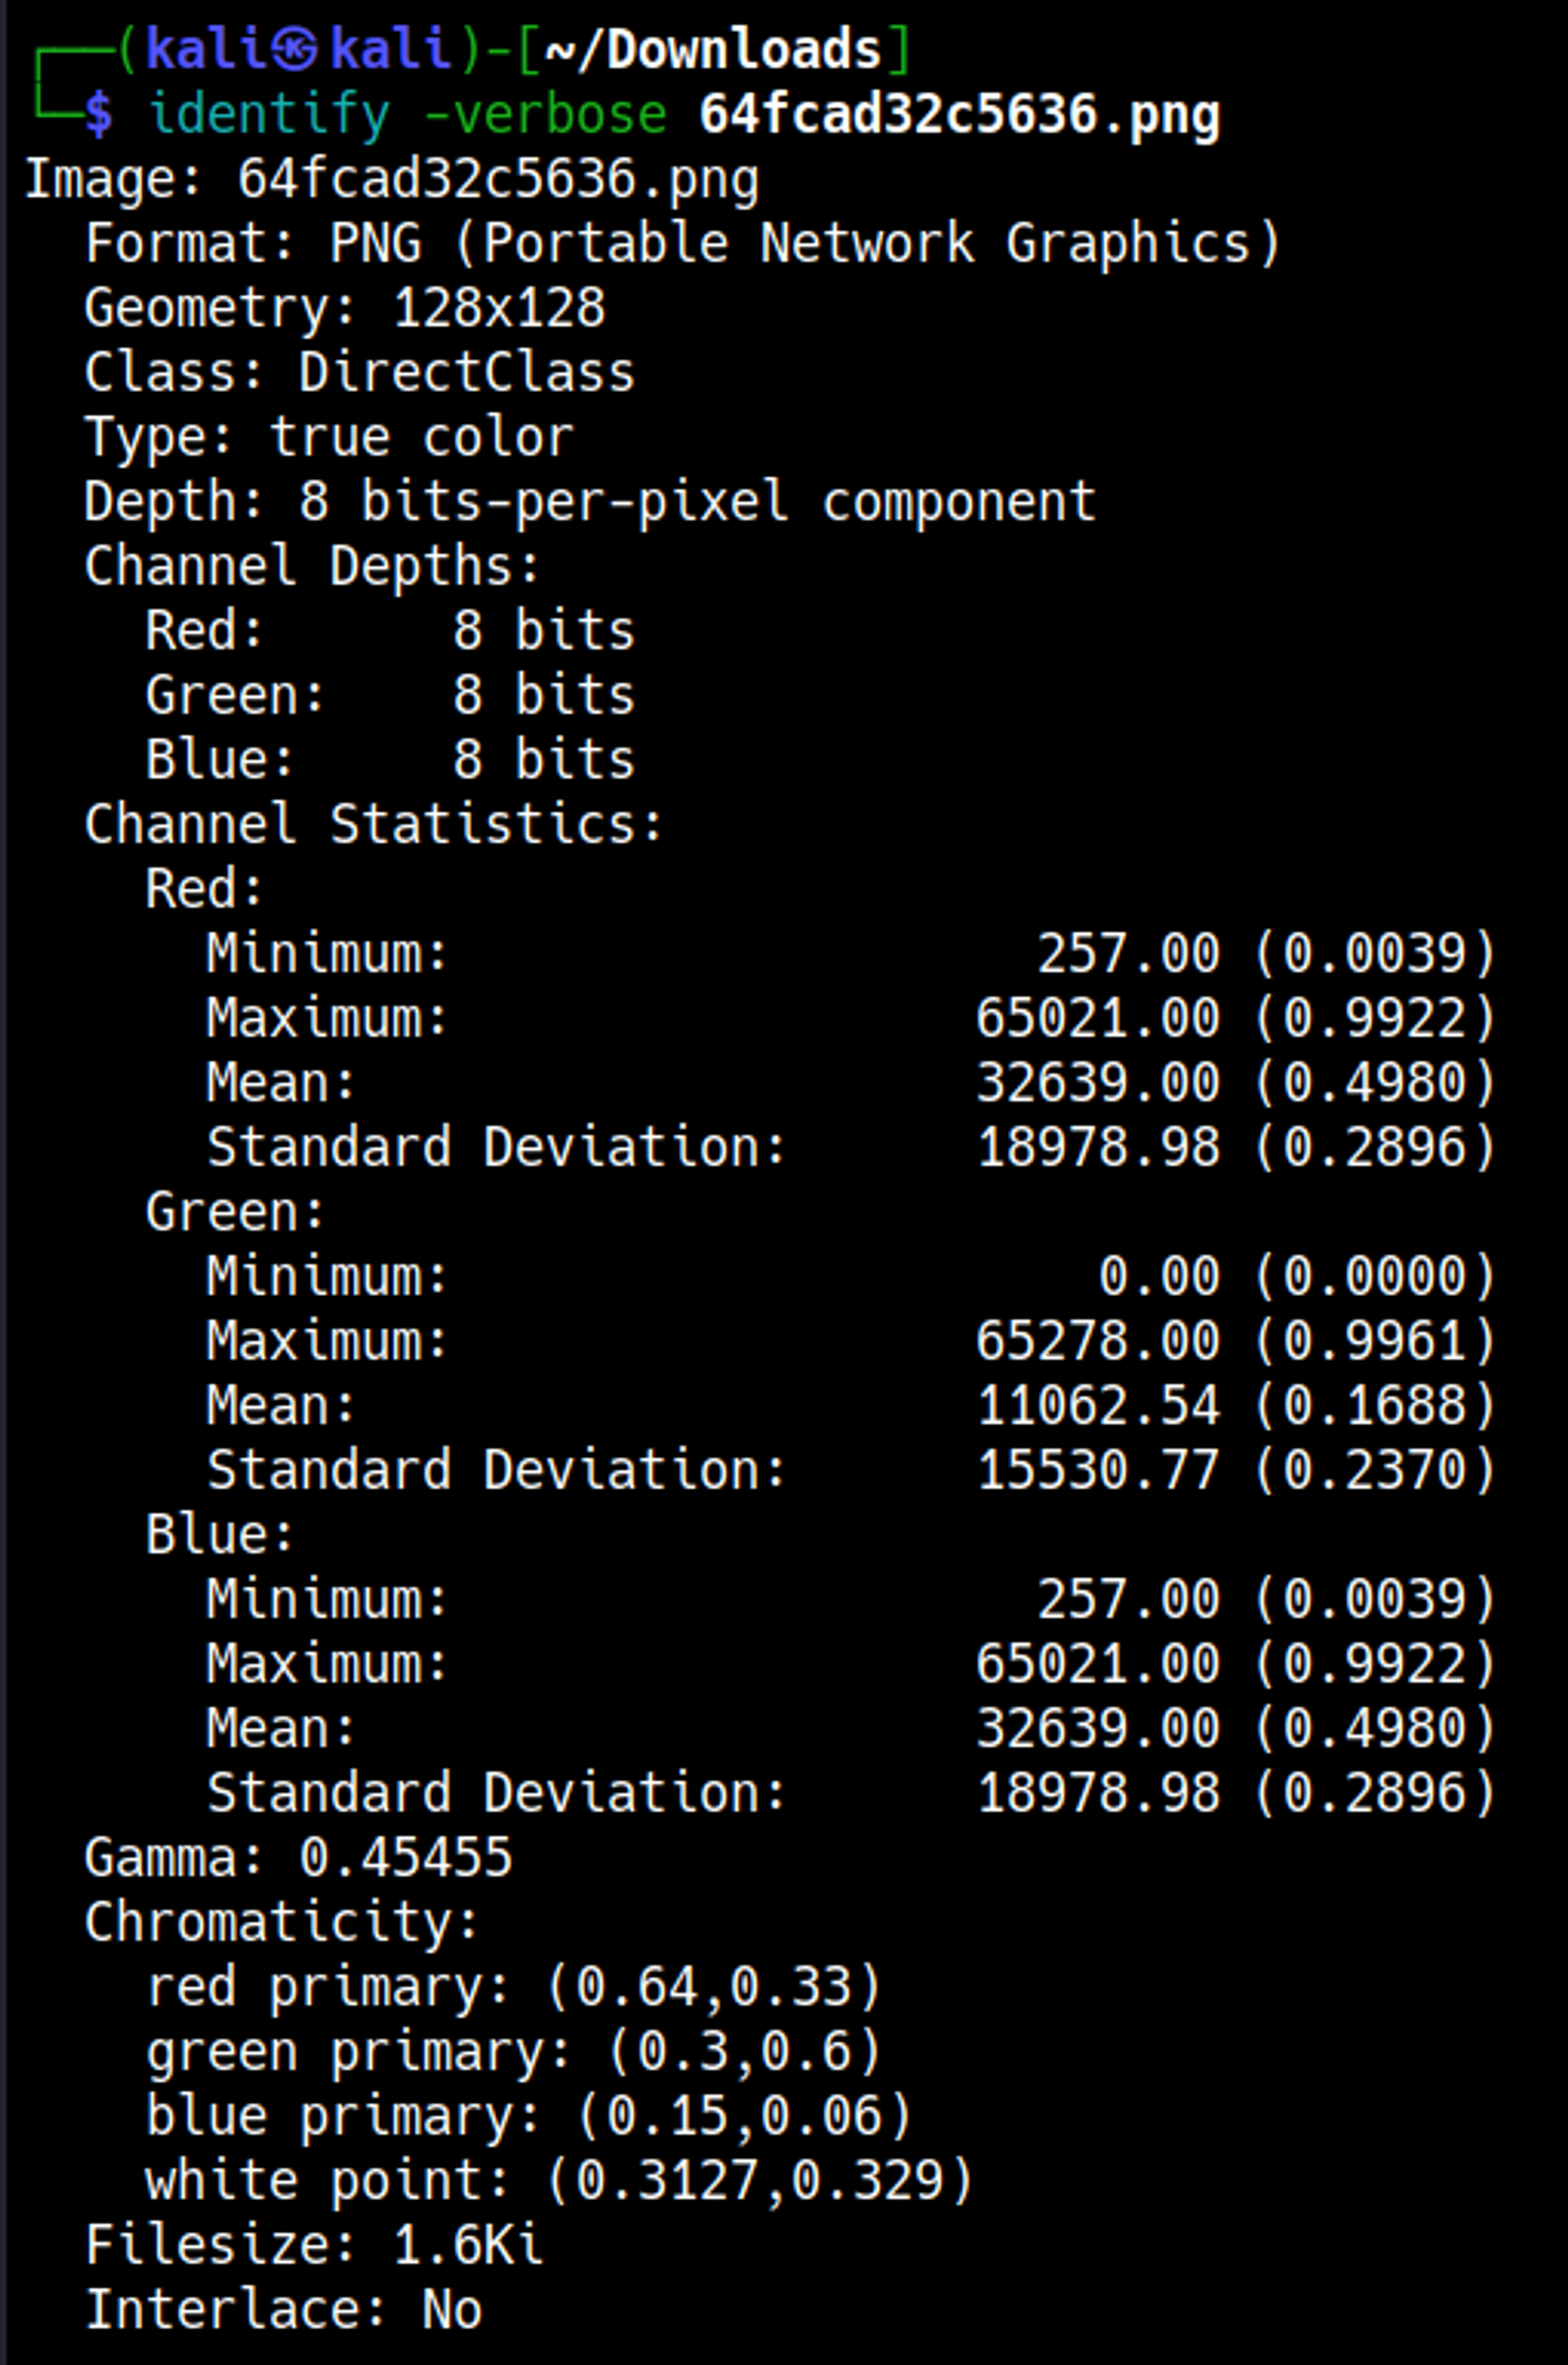 ┌──(kali㉿kali)-[~/Downloads]
└─$ identify -verbose 64fcad32c5636.png
Image: 64fcad32c5636.png
  Format: PNG (Portable Network Graphics)
  Geometry: 128x128
  Class: DirectClass
  Type: true color
  Depth: 8 bits-per-pixel component
  Channel Depths:
    Red:      8 bits
    Green:    8 bits
    Blue:     8 bits
  Channel Statistics:
    Red:
      Minimum:                   257.00 (0.0039)
      Maximum:                 65021.00 (0.9922)
      Mean:                    32639.00 (0.4980)
      Standard Deviation:      18978.98 (0.2896)
    Green:
      Minimum:                     0.00 (0.0000)
      Maximum:                 65278.00 (0.9961)
      Mean:                    11062.54 (0.1688)
      Standard Deviation:      15530.77 (0.2370)
    Blue:
      Minimum:                   257.00 (0.0039)
      Maximum:                 65021.00 (0.9922)
      Mean:                    32639.00 (0.4980)
      Standard Deviation:      18978.98 (0.2896)
  Gamma: 0.45455
  Chromaticity:
    red primary: (0.64,0.33)
    green primary: (0.3,0.6)
    blue primary: (0.15,0.06)
    white point: (0.3127,0.329)
  Filesize: 1.6Ki
  Interlace: No